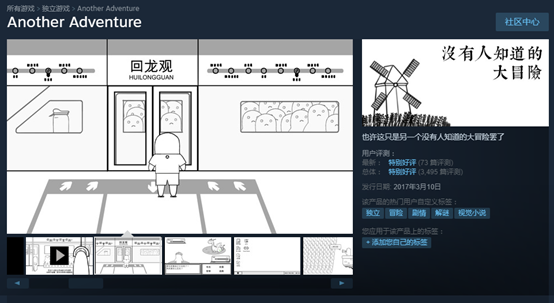 所有游戏 > 独立游戏 > Another Adventure
Another Adventure
社区中心
回龙观
HUILONGGUAN
沒有人知道的
大冒險
也许这只是另一个没有人知道的大冒险罢了
用户评测：
最近： 特别好评 (73 篇评测)
总体： 特别好评 (3,495 篇评测)
发行日期: 2017年3月10日
该产品的热门用户自定义标签：
独立 冒险 剧情 解谜 视觉小说
您应用于该产品上的标签：
+ 添加您自己的标签